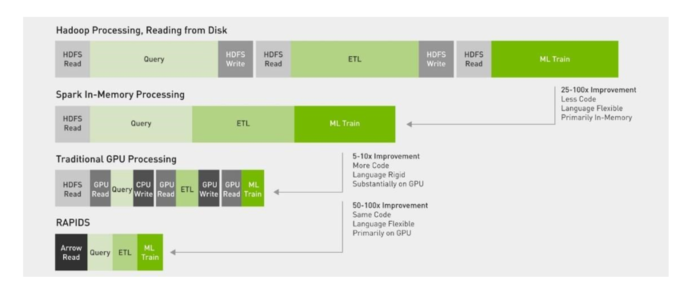 Hadoop Processing, Reading from Disk
HDFS Read
Query
HDFS Write
HDFS Read
ETL
HDFS Write
HDFS Read
ML Train
Spark In-Memory Processing
25-100x Improvement
Less Code
Language Flexible
Primarily In-Memory
HDFS Read
Query
ETL
ML Train
Traditional GPU Processing
5-10x Improvement
More Code
Language Rigid
Substantially on GPU
HDFS Read
GPU Read
Query
CPU Write
GPU Read
ETL
GPU Write
GPU Read
ML Train
RAPIDS
50-100x Improvement
Same Code
Language Flexible
Primarily on GPU
Arrow Read
Query
ETL
ML Train